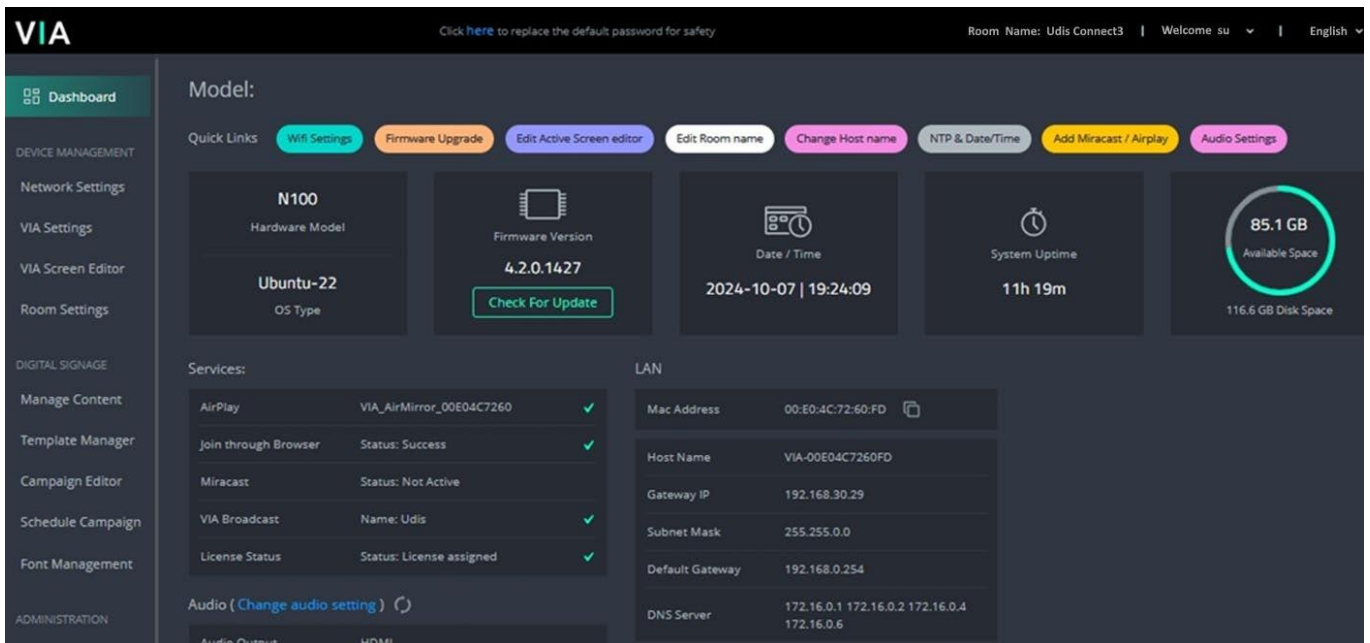 VIA
Click here to replace the default password for safety
Room Name: Udis Connect3 | Welcome su | English
Dashboard
DEVICE MANAGEMENT
Network Settings
VIA Settings
VIA Screen Editor
Room Settings
DIGITAL SIGNAGE
Manage Content
Template Manager
Campaign Editor
Schedule Campaign
Font Management
ADMINISTRATION
Model:
Quick Links
Wifi Settings
Firmware Upgrade
Edit Active Screen editor
Edit Room name
Change Host name
NTP & Date/Time
Add Miracast / Airplay
Audio Settings
N100
Hardware Model
Ubuntu-22
OS Type
Firmware Version
4.2.0.1427
Check For Update
Date / Time
2024-10-07 | 19:24:09
System Uptime
11h 19m
85.1 GB
Available Space
116.6 GB Disk Space
Services:
AirPlay VIA_AirMirror_00E04C7260
Join through Browser Status: Success
Miracast Status: Not Active
VIA Broadcast Name: Udis
License Status Status: License assigned
Audio ( Change audio setting )
Audio Output HDMI
LAN
Mac Address 00:E0:4C:72:60:FD
Host Name VIA-00E04C7260FD
Gateway IP 192.168.30.29
Subnet Mask 255.255.0.0
Default Gateway 192.168.0.254
DNS Server 172.16.0.1 172.16.0.2 172.16.0.4
172.16.0.6